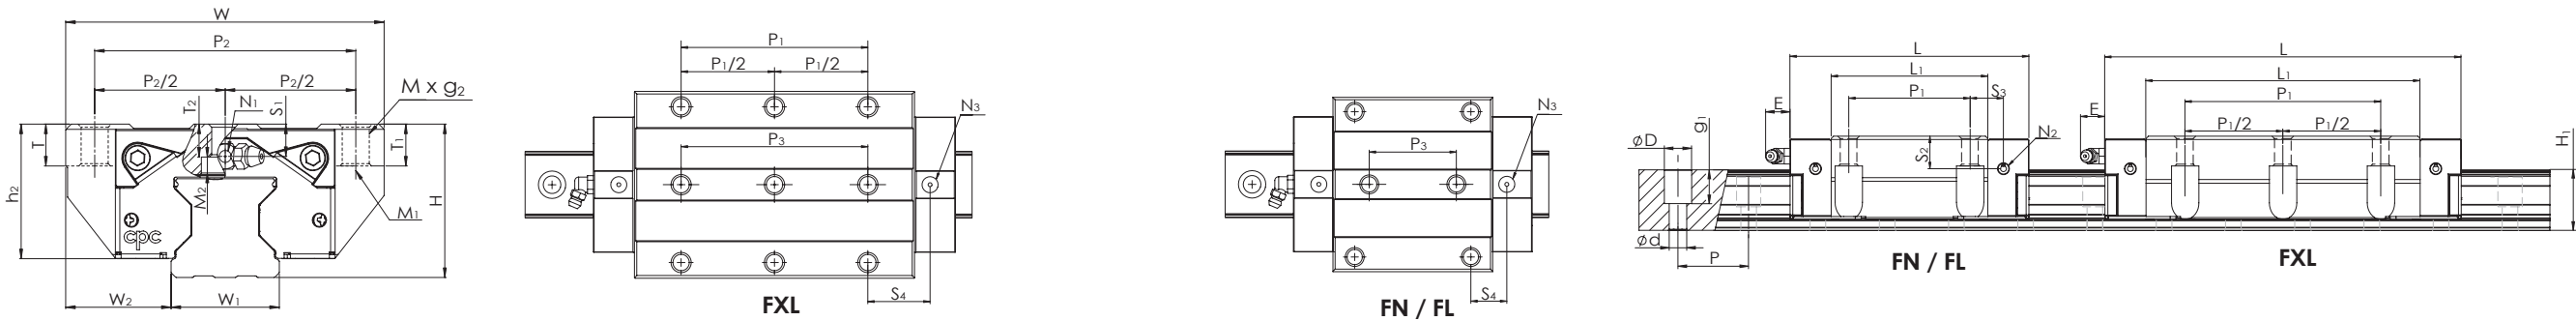 W
P₂
P₂/2 P₂/2
M x g₂
T₂ N₁ S₁
T T₁
h₂ H
M₂
M₁
cpc
W₂ W₁
P₁
P₁/2 P₁/2
N₃
P₃
S₄
FXL
N₃
P₃
S₄
FN / FL
L
L₁
P₁ S₃
E
g₁
øD
S₂
N₂
ød
P
FN / FL
L
L₁
P₁
E
P₁/2 P₁/2
H₁
FXL